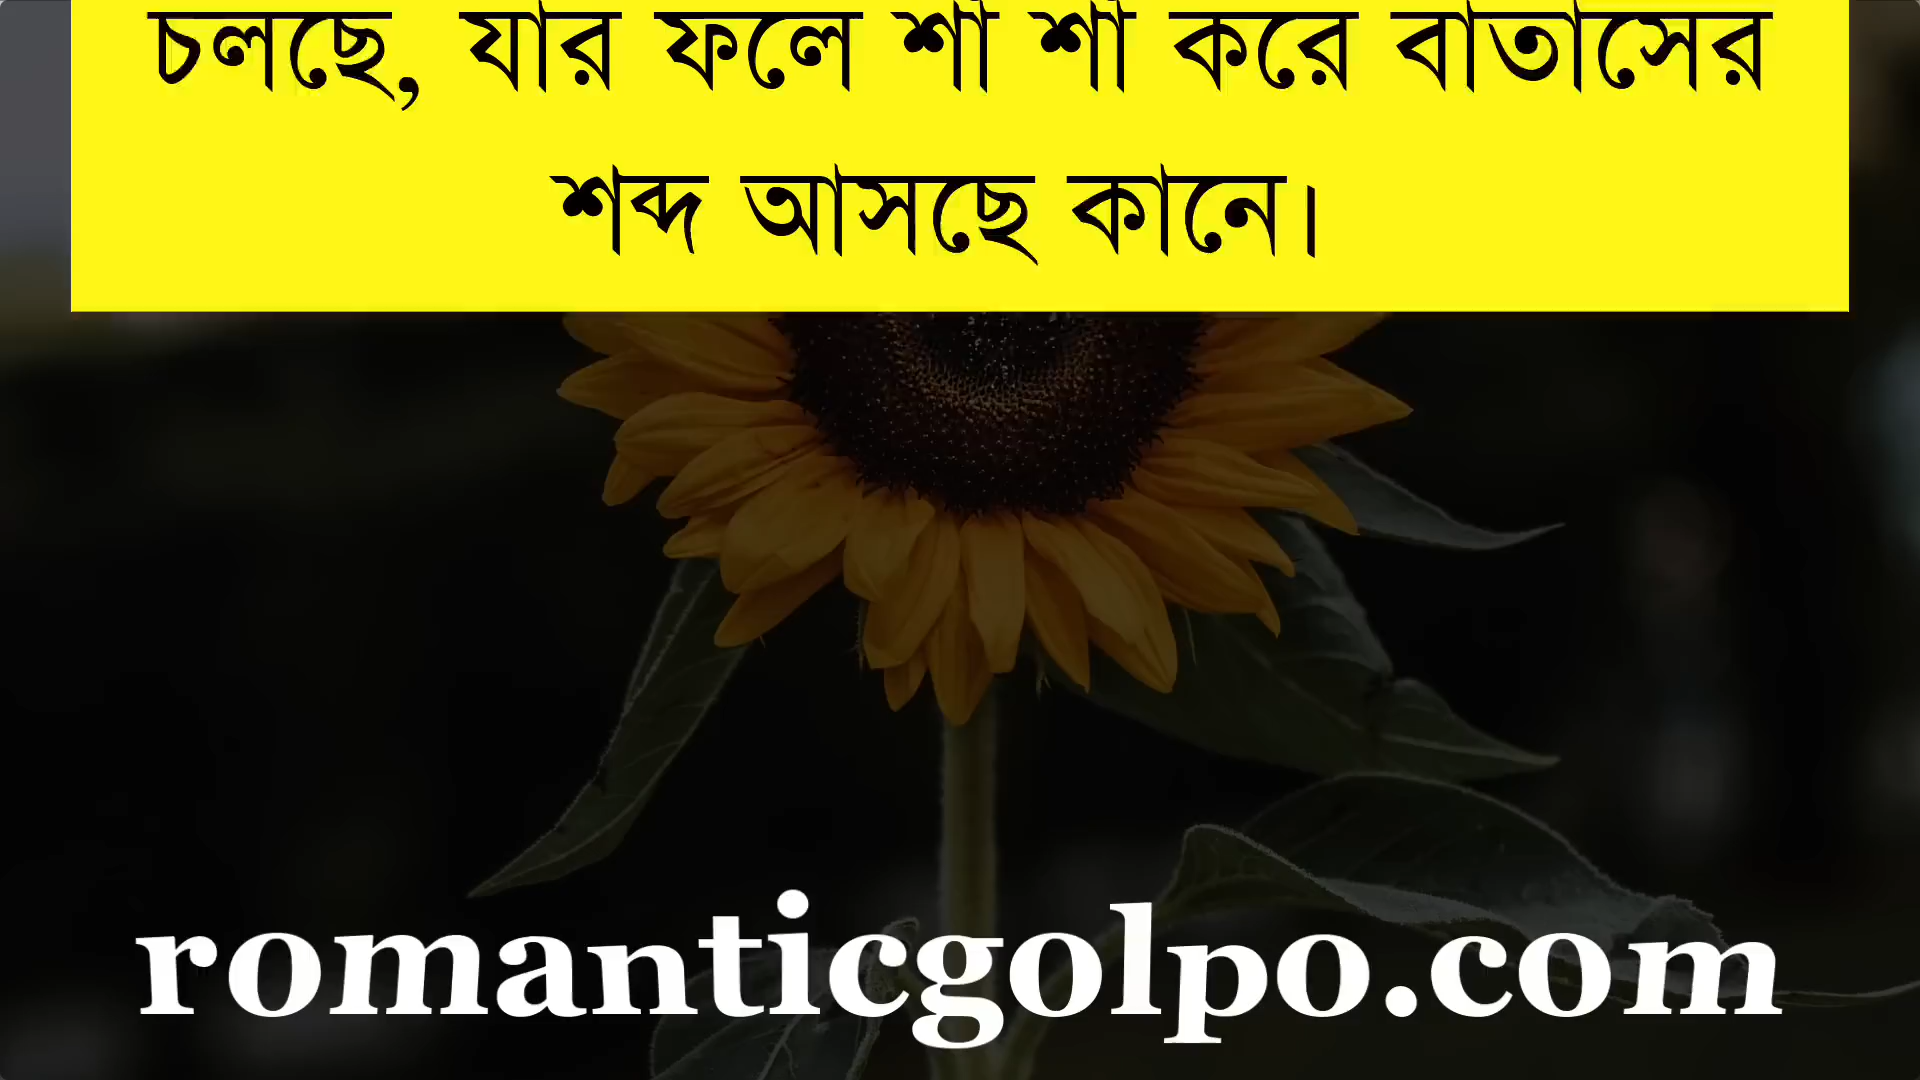 চলছে, যার ফলে শা শা করে বাতাসের
শব্দ আসছে কানে।
romanticgolpo.com